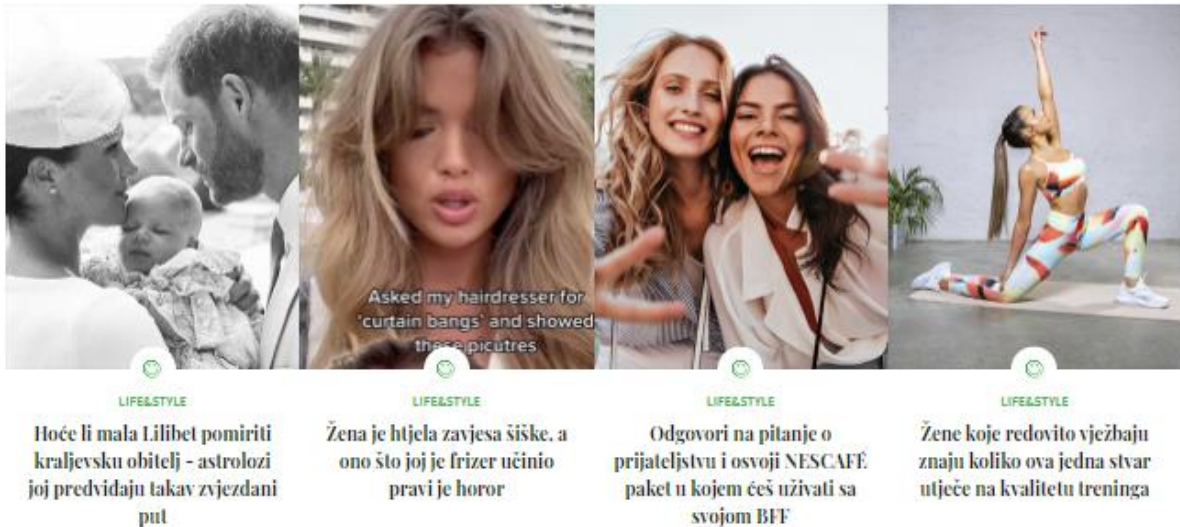 Asked my hairdresser for
'curtain bangs' and showed
these picutres
LIFE&STYLE
Hoće li mala Lilibet pomiriti
kraljevsku obitelj - astrolozi
joj predviđaju takav zvjezdani
put
LIFE&STYLE
Žena je htjela zavjesa šiške, a
ono što joj je frizer učinio
pravi je horor
LIFE&STYLE
Odgovori na pitanje o
prijateljstvu i osvoji NESCAFÉ
paket u kojem ćeš uživati sa
svojom BFF
LIFE&STYLE
Žene koje redovito vježbaju
znaju koliko ova jedna stvar
utječe na kvalitetu treninga